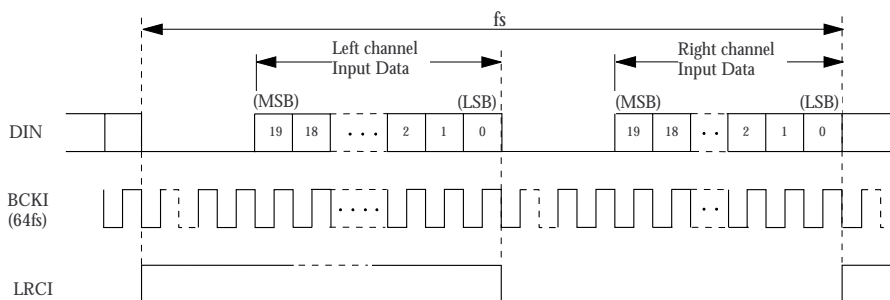 fs
Left channel
Input Data
Right channel
Input Data
(MSB) (LSB) (MSB) (LSB)
DIN 19 18 2 1 0 19 18 2 1 0
BCKI
(64fs)
LRCI